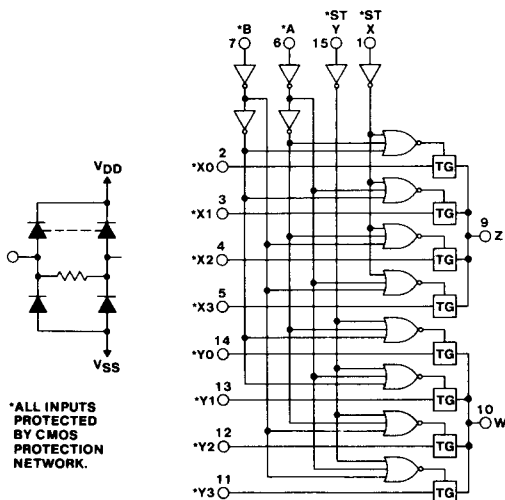 *B
7
*A
6
*ST
Y
15
*ST
X
1
VDD
VSS
*ALL INPUTS
PROTECTED
BY CMOS
PROTECTION
NETWORK.
2
*X0
TG
3
*X1
TG
4
*X2
TG
5
*X3
TG
9
Z
14
*Y0
TG
13
*Y1
TG
12
*Y2
TG
11
*Y3
TG
10
W